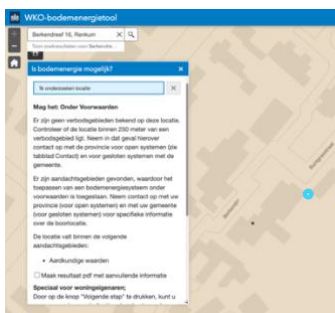 WKO-bodemenergietool
Berkendreef 16, Renkum
Is bodemenergie mogelijk?
Te onderzoeken locatie
Mag het: Onder Voorwaarden
Er zijn geen verbodsgebieden bekend op deze locatie.
Controleer of de locatie binnen 250 meter van een
verbodsgebied ligt. Neem in dat geval hierover
contact op met de provincie voor open systemen (zie
tabblad Contact) en voor gesloten systemen met de
gemeente.
Er zijn aandachtsgebieden gevonden, waardoor het
toepassen van een bodemenergiesysteem onder
voorwaarden is toegestaan. Neem contact op met uw
provincie (voor open systemen) en met uw gemeente
(voor gesloten systemen) voor specifieke informatie
over de boorlocatie.
De locatie valt binnen de volgende
aandachtsgebieden:
• Aardkundige waarden
Maak resultaat pdf met aanvullende informatie
Speciaal voor woningeigenaren;
Door op de knop "Volgende stap" te drukken, kunt u